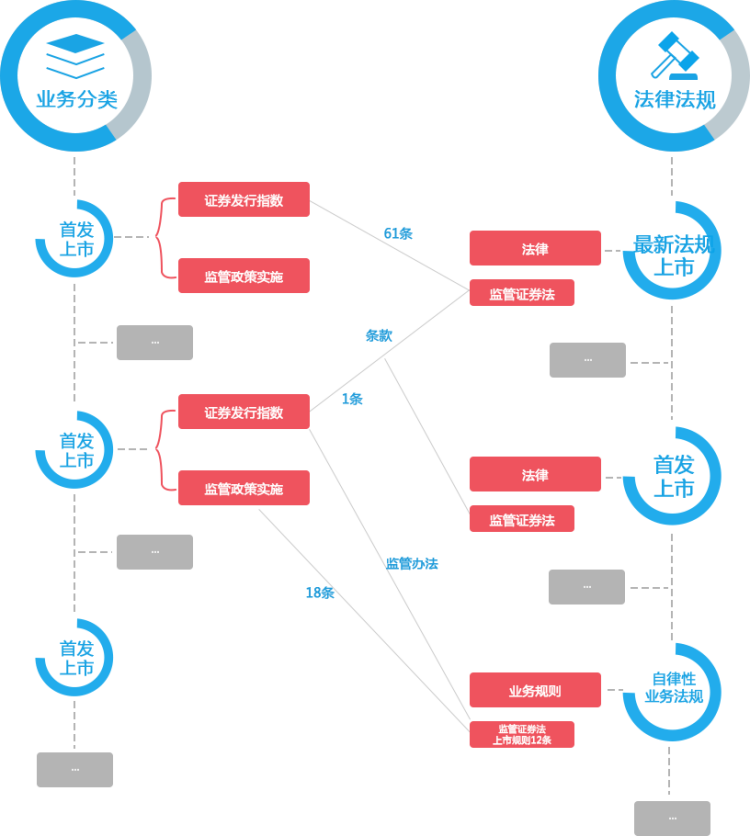 业务分类
法律法规
首发
上市
证券发行指数
监管政策实施
61条
法律
监管证券法
最新法规
上市
...
条款
...
1条
首发
上市
证券发行指数
监管政策实施
法律
监管证券法
首发
上市
...
监管办法
18条
...
首发
上市
业务规则
监管证券法
上市规则12条
自律性
业务法规
...
...